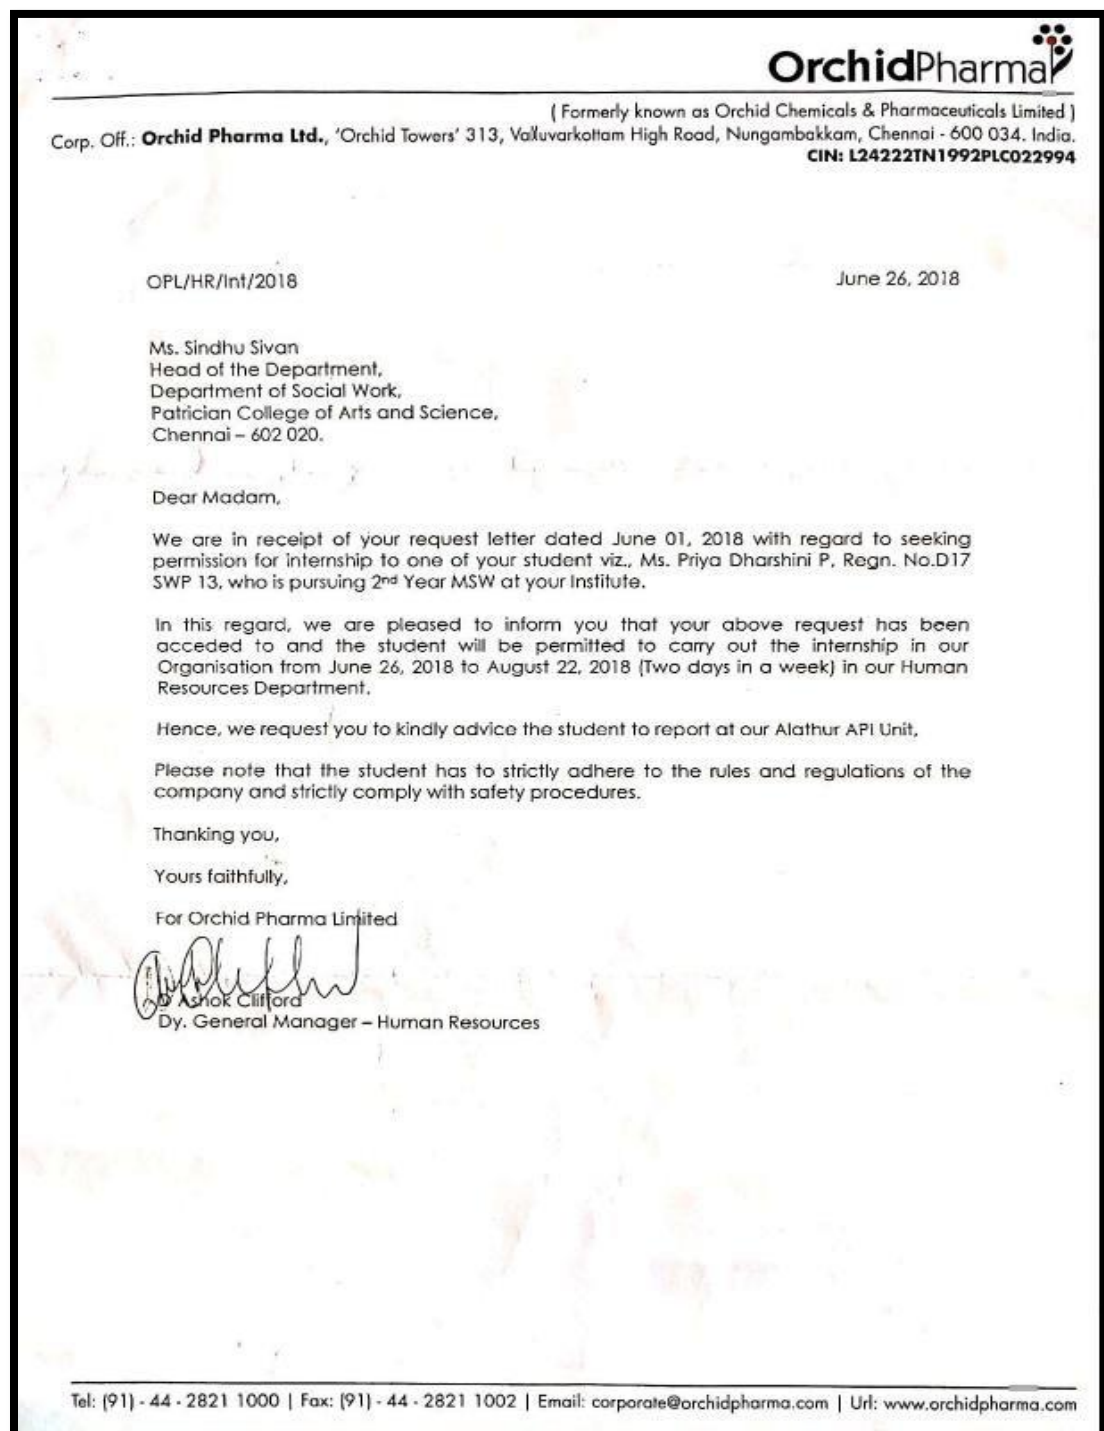 OrchidPharma
( Formerly known as Orchid Chemicals & Pharmaceuticals Limited )
Corp. Off.: Orchid Pharma Ltd., 'Orchid Towers' 313, Valluvarkottam High Road, Nungambakkam, Chennai - 600 034. India.
CIN: L24222TN1992PLC022994
OPL/HR/Int/2018 June 26, 2018
Ms. Sindhu Sivan
Head of the Department,
Department of Social Work,
Patrician College of Arts and Science,
Chennai – 602 020.
Dear Madam,
We are in receipt of your request letter dated June 01, 2018 with regard to seeking
permission for internship to one of your student viz., Ms. Priya Dharshini P, Regn. No.D17
SWP 13, who is pursuing 2nd Year MSW at your Institute.
In this regard, we are pleased to inform you that your above request has been
acceded to and the student will be permitted to carry out the internship in our
Organisation from June 26, 2018 to August 22, 2018 (Two days in a week) in our Human
Resources Department.
Hence, we request you to kindly advice the student to report at our Alathur API Unit.
Please note that the student has to strictly adhere to the rules and regulations of the
company and strictly comply with safety procedures.
Thanking you,
Yours faithfully,
For Orchid Pharma Limited
Ashok Clifford
Dy. General Manager – Human Resources
Tel: (91) - 44 - 2821 1000 | Fax: (91) - 44 - 2821 1002 | Email: corporate@orchidpharma.com | Url: www.orchidpharma.com